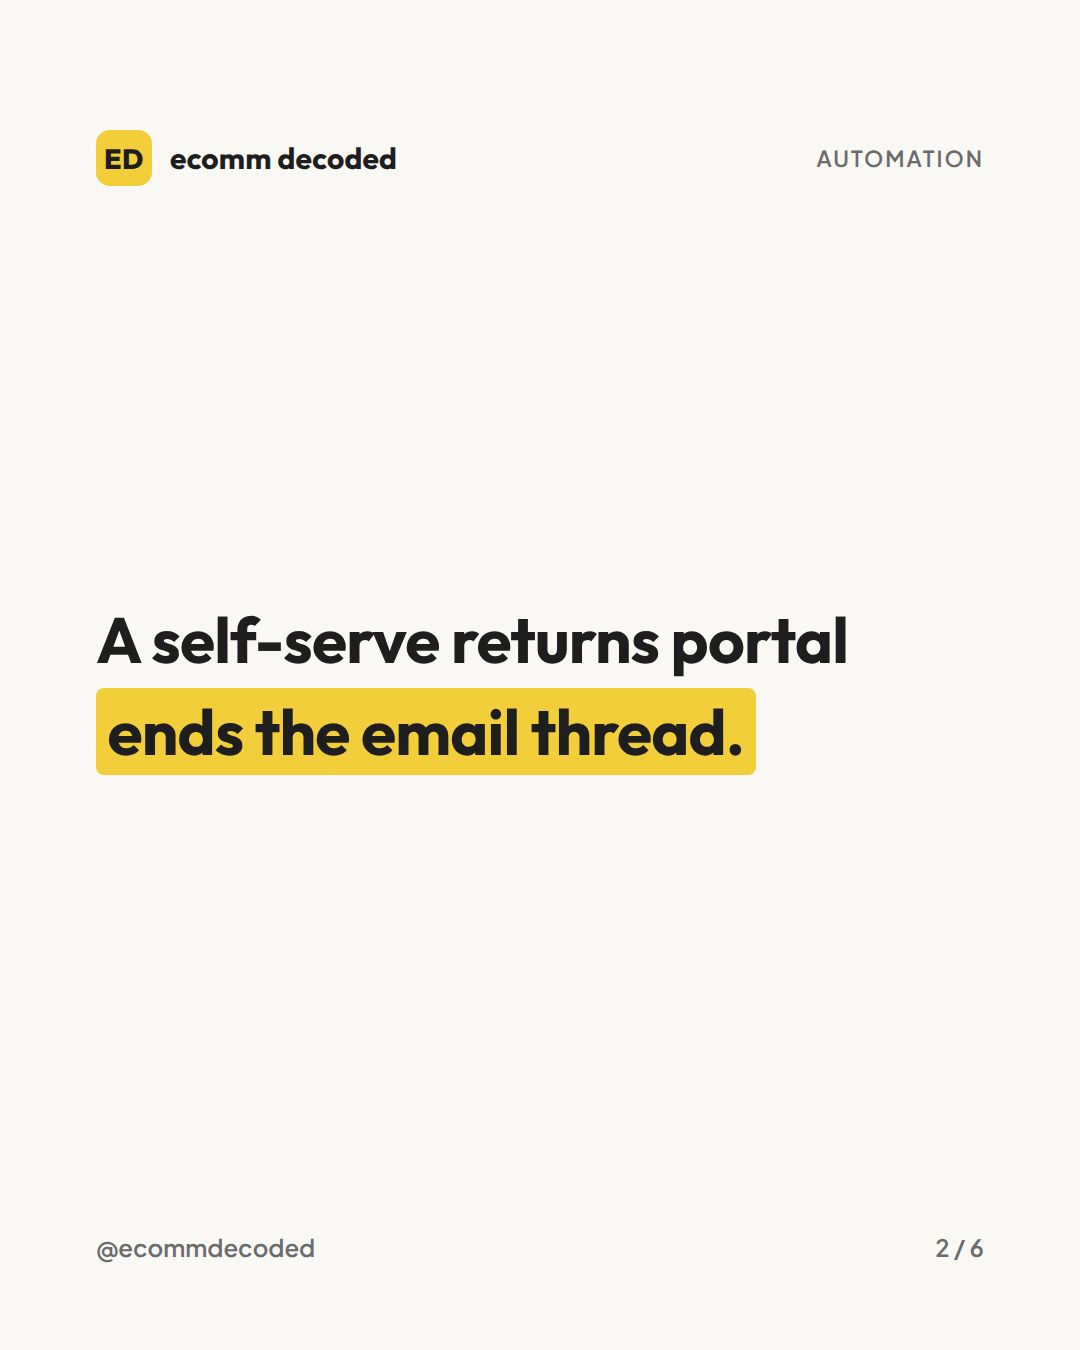 ED ecomm decoded
AUTOMATION
A self-serve returns portal
ends the email thread.
@ecommdecoded
2 / 6